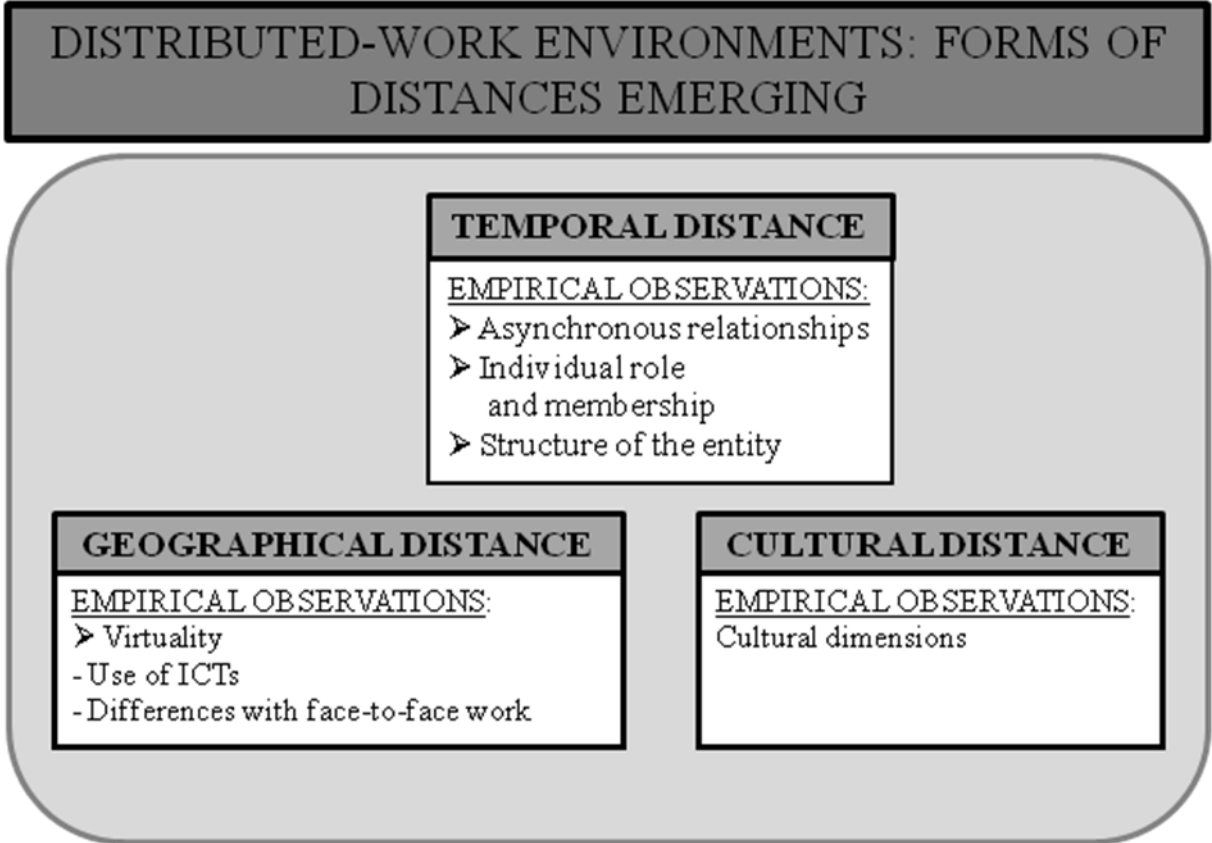 DISTRIBUTED-WORK ENVIRONMENTS: FORMS OF
DISTANCES EMERGING
TEMPORAL DISTANCE
EMPIRICAL OBSERVATIONS:
➢ Asynchronous relationships
➢ Individual role
and membership
➢ Structure of the entity
GEOGRAPHICAL DISTANCE
EMPIRICAL OBSERVATIONS:
➢ Virtuality
- Use of ICTs
- Differences with face-to-face work
CULTURAL DISTANCE
EMPIRICAL OBSERVATIONS:
Cultural dimensions